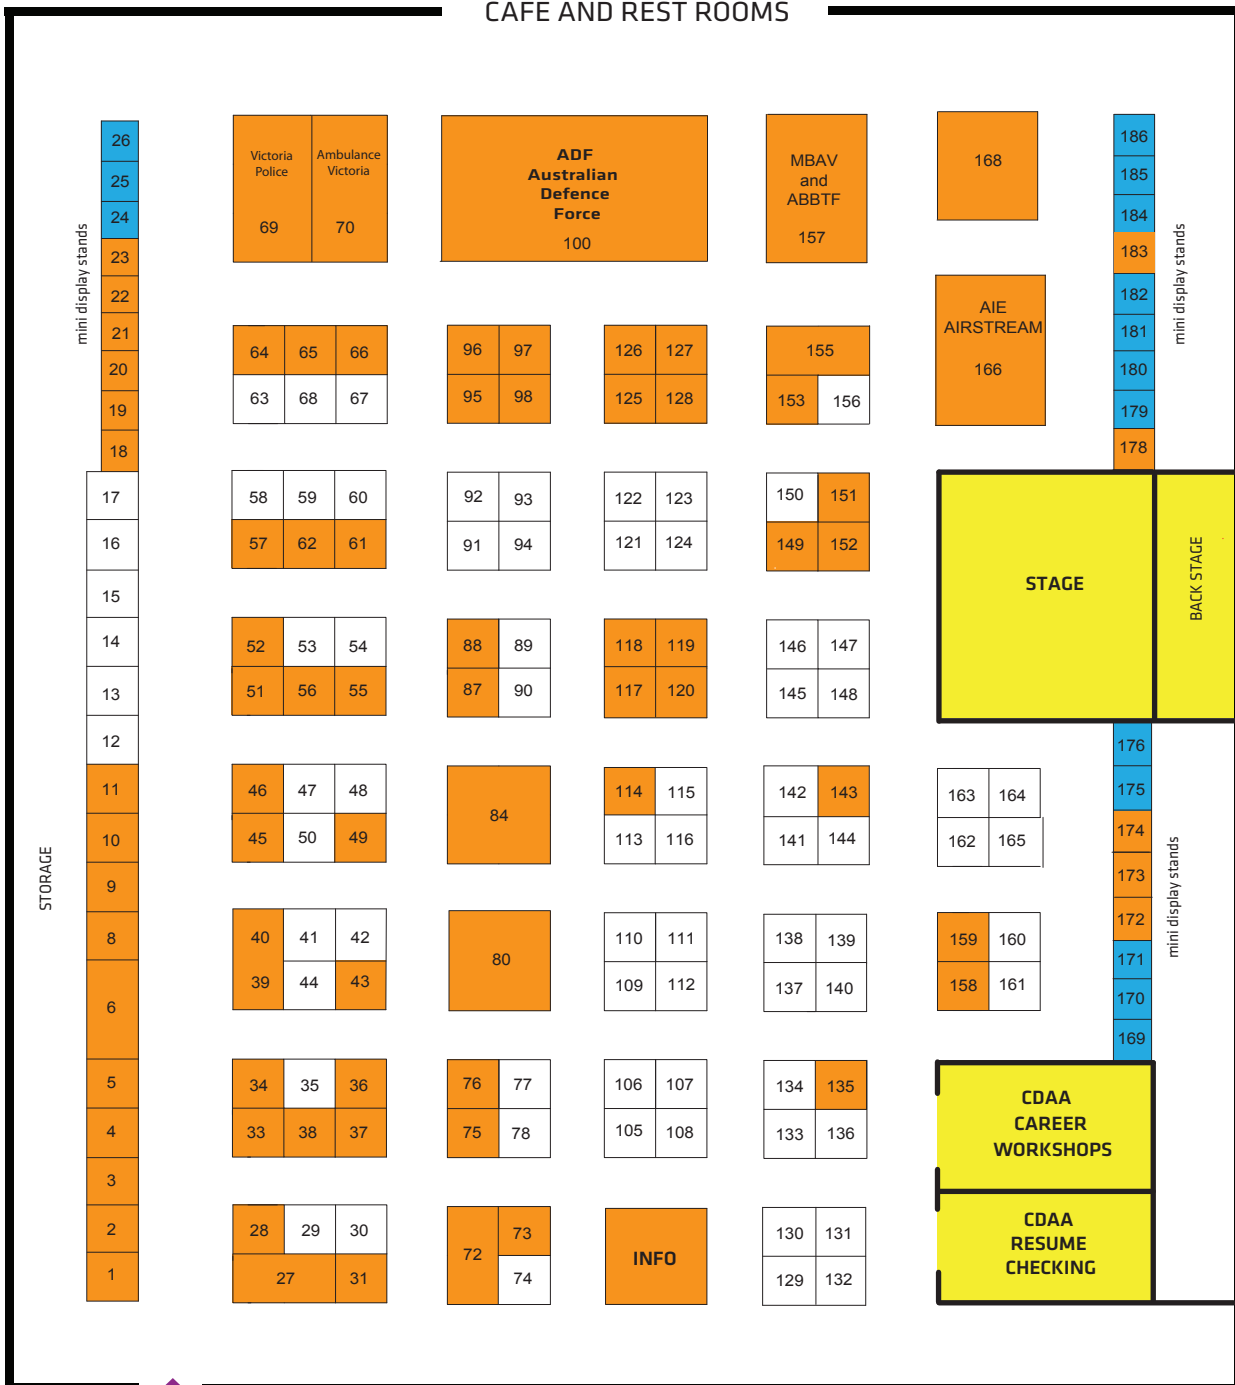 CAFE AND REST ROOMS
26
25
24
23
22
21
20
19
18
17
16
15
14
13
12
11
10
9
8
6
5
4
3
2
1
mini display stands
STORAGE
Victoria
Police
69
Ambulance
Victoria
70
ADF
Australian
Defence
Force
100
MBAV
and
ABBTF
157
168
AIE
AIRSTREAM
166
64 65 66
63 68 67
96 97
95 98
126 127
125 128
155
153 156
58 59 60
57 62 61
92 93
91 94
122 123
121 124
150 151
149 152
52 53 54
51 56 55
88 89
87 90
118 119
117 120
146 147
145 148
46 47 48
45 50 49
84
114 115
113 116
142 143
141 144
163 164
162 165
40 41 42
39 44 43
80
110 111
109 112
138 139
137 140
159 160
158 161
34 35 36
33 38 37
76 77
75 78
106 107
105 108
134 135
133 136
28 29 30
27 31
72 73
74
INFO
130 131
129 132
186
185
184
183
182
181
180
179
178
mini display stands
STAGE
BACK STAGE
176
175
174
173
172
171
170
169
mini display stands
CDAA
CAREER
WORKSHOPS
CDAA
RESUME
CHECKING